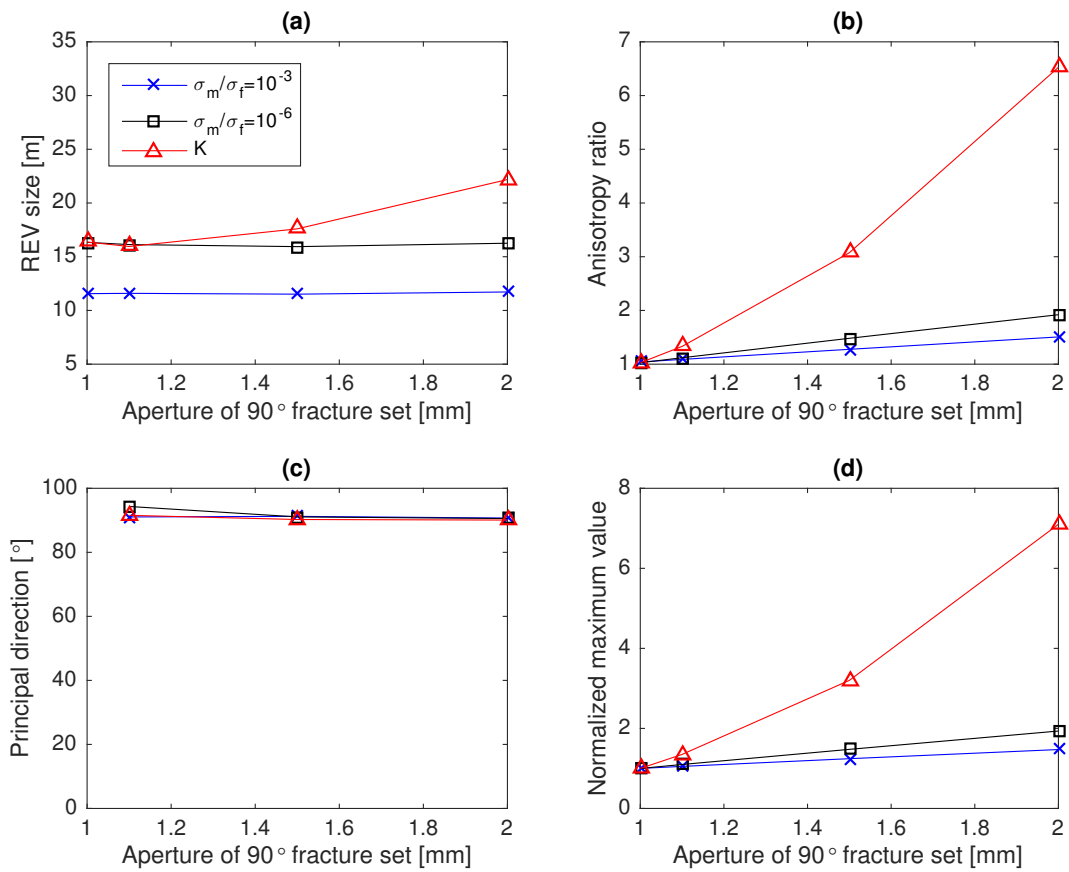 (a)
35
30
25
20
15
10
5
REV size [m]
σm/σf=10-3
σm/σf=10-6
K
1 1.2 1.4 1.6 1.8 2
Aperture of 90° fracture set [mm]
(b)
7
6
5
4
3
2
1
Anisotropy ratio
1 1.2 1.4 1.6 1.8 2
Aperture of 90° fracture set [mm]
(c)
100
80
60
40
20
0
Principal direction [°]
1 1.2 1.4 1.6 1.8 2
Aperture of 90° fracture set [mm]
(d)
8
6
4
2
0
Normalized maximum value
1 1.2 1.4 1.6 1.8 2
Aperture of 90° fracture set [mm]